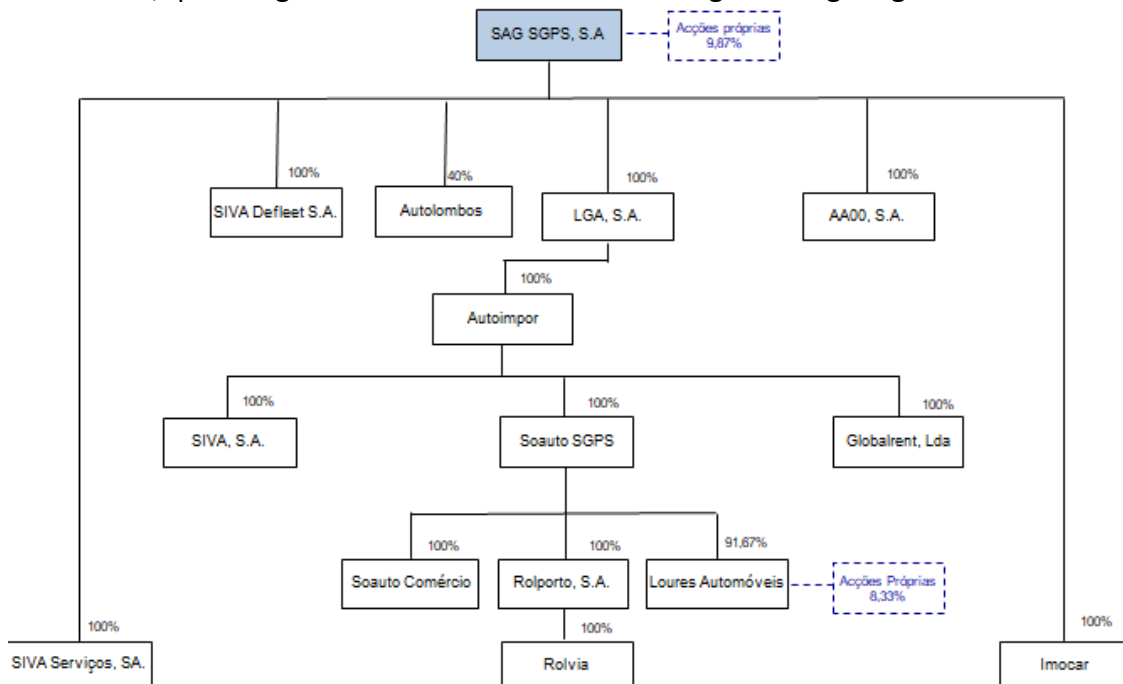 SAG SGPS, S.A
Acções próprias
9,87%
100%
40%
100%
100%
SIVA Defleet S.A.
Autolombos
LGA, S.A.
AA00, S.A.
100%
Autoimpor
100%
100%
100%
SIVA, S.A.
Soauto SGPS
Globalrent, Lda
100%
100%
91,67%
Soauto Comércio
Rolporto, S.A.
Loures Automóveis
Acções Próprias
8,33%
100%
100%
100%
SIVA Serviços, SA.
Rolvia
Imocar